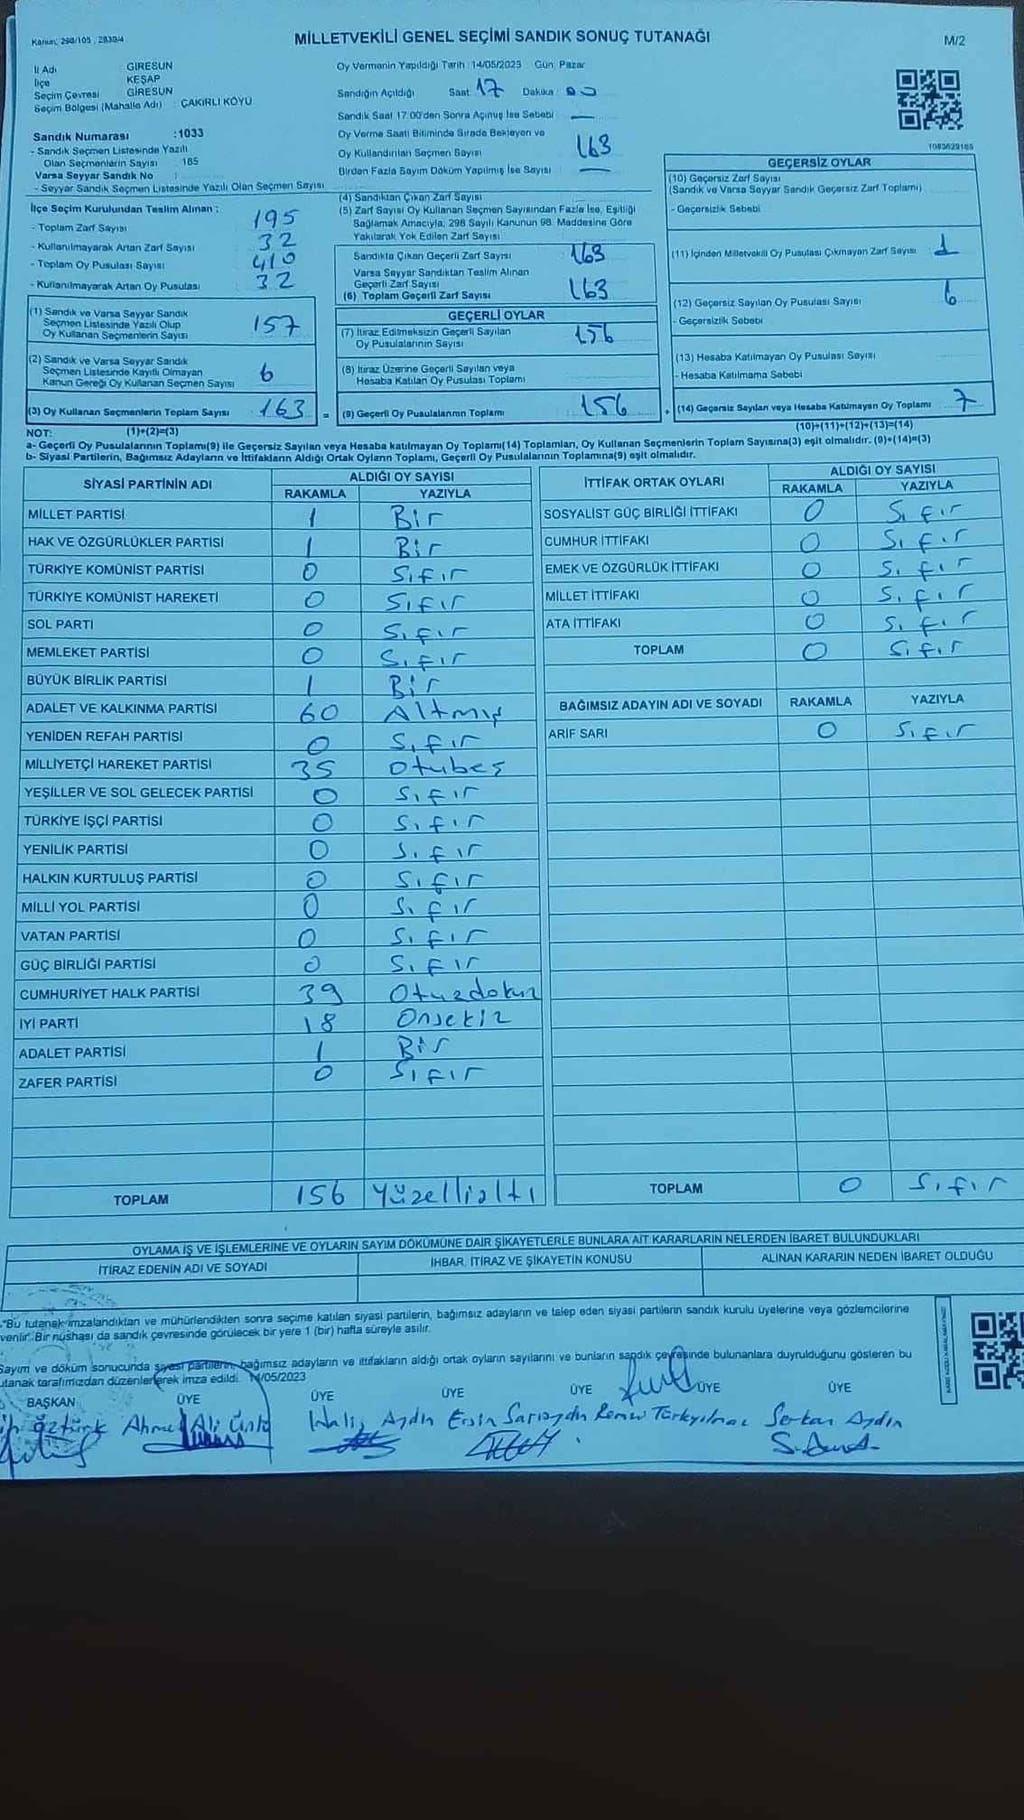 Kanun; 298/105 , 2839/4
MİLLETVEKİLİ GENEL SEÇİMİ SANDIK SONUÇ TUTANAĞI
M/2
İl Adı GİRESUN
İlçe KEŞAP
Seçim Çevresi GİRESUN
Seçim Bölgesi (Mahalle Adı) : ÇAKIRLI KÖYÜ
Sandık Numarası :1033
- Sandık Seçmen Listesinde Yazılı
Olan Seçmenlerin Sayısı 185
Varsa Seyyar Sandık No
- Seyyar Sandık Seçmen Listesinde Yazılı Olan Seçmen Sayısı
Oy Vermenin Yapıldığı Tarih :14/05/2023 Gün: Pazar
Sandığın Açıldığı Saat: 17 Dakika: 00
Sandık Saat 17:00'den Sonra Açılmış İse Sebebi —
Oy Verme Saati Bitiminde Sırada Bekleyen ve
Oy Kullandırılan Seçmen Sayısı 163
Birden Fazla Sayım Döküm Yapılmış İse Sayısı —
1083629165
İlçe Seçim Kurulundan Teslim Alınan :
- Toplam Zarf Sayısı 195
- Kullanılmayarak Artan Zarf Sayısı 32
- Toplam Oy Pusulası Sayısı 410
- Kullanılmayarak Artan Oy Pusulası 32
(1) Sandık ve Varsa Seyyar Sandık
Seçmen Listesinde Yazılı Olup
Oy Kullanan Seçmenlerin Sayısı 157
(2) Sandık ve Varsa Seyyar Sandık
Seçmen Listesinde Kayıtlı Olmayan
Kanun Gereği Oy Kullanan Seçmen Sayısı 6
(3) Oy Kullanan Seçmenlerin Toplam Sayısı 163 =
(4) Sandıktan Çıkan Zarf Sayısı
(5) Zarf Sayısı Oy Kullanan Seçmen Sayısından Fazla İse, Eşitliği
Sağlamak Amacıyla; 298 Sayılı Kanunun 98. Maddesine Göre
Yakılarak Yok Edilen Zarf Sayısı
Sandıkta Çıkan Geçerli Zarf Sayısı 163
Varsa Seyyar Sandıktan Teslim Alınan
Geçerli Zarf Sayısı
(6) Toplam Geçerli Zarf Sayısı 163
GEÇERLİ OYLAR
(7) İtiraz Edilmeksizin Geçerli Sayılan
Oy Pusulalarının Sayısı 156
(8) İtiraz Üzerine Geçerli Sayılan veya
Hesaba Katılan Oy Pusulası Toplamı
(9) Geçerli Oy Pusulalarının Toplamı 156 +
GEÇERSİZ OYLAR
(10) Geçersiz Zarf Sayısı
(Sandık ve Varsa Seyyar Sandık Geçersiz Zarf Toplamı)
- Geçersizlik Sebebi
(11) İçinden Milletvekili Oy Pusulası Çıkmayan Zarf Sayısı 1
(12) Geçersiz Sayılan Oy Pusulası Sayısı 6
- Geçersizlik Sebebi
(13) Hesaba Katılmayan Oy Pusulası Sayısı
- Hesaba Katılmama Sebebi
(14) Geçersiz Sayılan veya Hesaba Katılmayan Oy Toplamı 7
NOT: (1)+(2)=(3) (10)+(11)+(12)+(13)=(14)
a- Geçerli Oy Pusulalarının Toplamı(9) ile Geçersiz Sayılan veya Hesaba katılmayan Oy Toplamı(14) Toplamları, Oy Kullanan Seçmenlerin Toplam Sayısına(3) eşit olmalıdır. (9)+(14)=(3)
b- Siyasi Partilerin, Bağımsız Adayların ve İttifakların Aldığı Ortak Oyların Toplamı, Geçerli Oy Pusulalarının Toplamına(9) eşit olmalıdır.
SİYASİ PARTİNİN ADI ALDIĞI OY SAYISI
RAKAMLA YAZIYLA
MİLLET PARTİSİ 1 Bir
HAK VE ÖZGÜRLÜKLER PARTİSİ 1 Bir
TÜRKİYE KOMÜNİST PARTİSİ 0 Sıfır
TÜRKİYE KOMÜNİST HAREKETİ 0 Sıfır
SOL PARTİ 0 Sıfır
MEMLEKET PARTİSİ 0 Sıfır
BÜYÜK BİRLİK PARTİSİ 1 Bir
ADALET VE KALKINMA PARTİSİ 60 Altmış
YENİDEN REFAH PARTİSİ 0 Sıfır
MİLLİYETÇİ HAREKET PARTİSİ 35 Otubeş
YEŞİLLER VE SOL GELECEK PARTİSİ 0 Sıfır
TÜRKİYE İŞÇİ PARTİSİ 0 Sıfır
YENİLİK PARTİSİ 0 Sıfır
HALKIN KURTULUŞ PARTİSİ 0 Sıfır
MİLLİ YOL PARTİSİ 0 Sıfır
VATAN PARTİSİ 0 Sıfır
GÜÇ BİRLİĞİ PARTİSİ 0 Sıfır
CUMHURİYET HALK PARTİSİ 39 Otuzdokuz
İYİ PARTİ 18 Onsekiz
ADALET PARTİSİ 1 Bir
ZAFER PARTİSİ 0 Sıfır
TOPLAM 156 Yüzellialtı
İTTİFAK ORTAK OYLARI ALDIĞI OY SAYISI
RAKAMLA YAZIYLA
SOSYALİST GÜÇ BİRLİĞİ İTTİFAKI 0 Sıfır
CUMHUR İTTİFAKI 0 Sıfır
EMEK VE ÖZGÜRLÜK İTTİFAKI 0 Sıfır
MİLLET İTTİFAKI 0 Sıfır
ATA İTTİFAKI 0 Sıfır
TOPLAM 0 Sıfır
BAĞIMSIZ ADAYIN ADI VE SOYADI RAKAMLA YAZIYLA
ARİF SARI 0 Sıfır
TOPLAM 0 Sıfır
OYLAMA İŞ VE İŞLEMLERİNE VE OYLARIN SAYIM DÖKÜMÜNE DAİR ŞİKAYETLERLE BUNLARA AİT KARARLARIN NELERDEN İBARET BULUNDUKLARI
İTİRAZ EDENİN ADI VE SOYADI İHBAR, İTİRAZ VE ŞİKAYETİN KONUSU ALINAN KARARIN NEDEN İBARET OLDUĞU
"Bu tutanak imzalandıktan ve mühürlendikten sonra seçime katılan siyasi partilerin, bağımsız adayların ve talep eden siyasi partilerin sandık kurulu üyelerine veya gözlemcilerine
verilir. Bir nüshası da sandık çevresinde görülecek bir yere 1 (bir) hafta süreyle asılır.
Sayım ve döküm sonucunda siyasi partilerin, bağımsız adayların ve ittifakların aldığı ortak oyların sayılarını ve bunların sandık çevresinde bulunanlara duyrulduğunu gösteren bu
tutanak tarafımızdan düzenlenerek imza edildi. 14/05/2023
BAŞKAN ÜYE ÜYE ÜYE ÜYE ÜYE ÜYE
Öztürk Ahmet Ali Ünlü Halis Aydın Ersin Sarıaydın Türkyılmaz Serkan Aydın